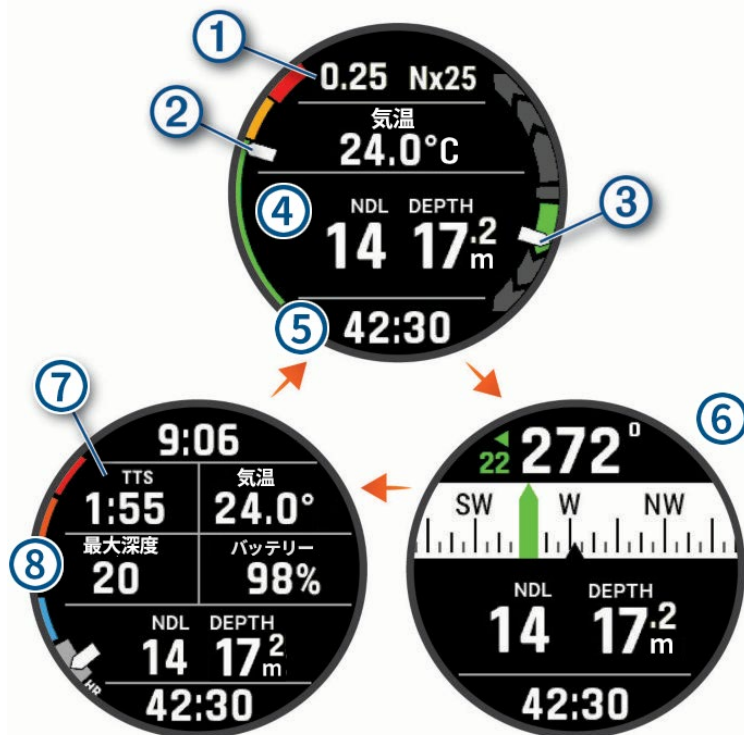 ①
0.25 Nx25
②
気温
24.0°C
③
④
NDL DEPTH
14 17.2 m
⑤
42:30
⑦
9:06
TTS 気温
1:55 24.0°
⑧
最大深度 バッテリー
20 98%
NDL DEPTH
14 17 2 m
HR
42:30
⑥
22 272°
SW W NW
NDL DEPTH
14 17.2 m
42:30